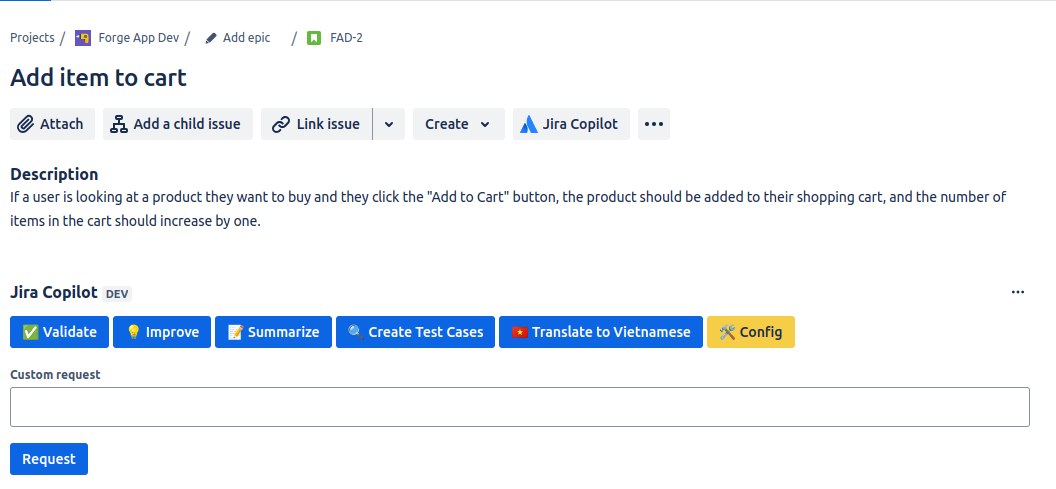 Projects / Forge App Dev / Add epic / FAD-2
Add item to cart
Attach Add a child issue Link issue Create Jira Copilot •••
Description
If a user is looking at a product they want to buy and they click the "Add to Cart" button, the product should be added to their shopping cart, and the number of
items in the cart should increase by one.
Jira Copilot DEV •••
✅ Validate 💡 Improve 📝 Summarize 🔍 Create Test Cases 🇻🇳 Translate to Vietnamese 🛠️ Config
Custom request
Request